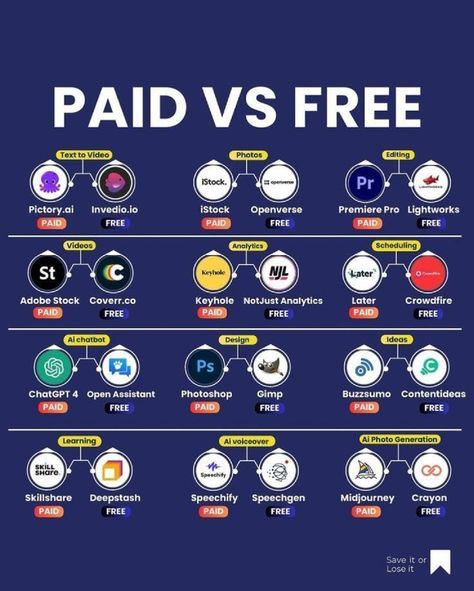 PAID VS FREE
Text to Video
Photos
Editing
iStock.
openverse
Pr
LIGHTWORKS
Pictory.ai
Invedio.io
iStock
Openverse
Premiere Pro
Lightworks
PAID
FREE
PAID
FREE
PAID
FREE
Videos
Analytics
Scheduling
St
C
Keyhole
NJL
Later
Crowdfire
Adobe Stock
Coverr.co
Keyhole
NotJust Analytics
Later
Crowdfire
PAID
FREE
PAID
FREE
PAID
FREE
Ai chatbot
Design
Ideas
Ps
ChatGPT 4
Open Assistant
Photoshop
Gimp
Buzzsumo
Contentideas
PAID
FREE
PAID
FREE
PAID
FREE
Learning
Ai voiceover
Ai Photo Generation
SKILL
SHARE.
Speechify
Skillshare
Deepstash
Speechify
Speechgen
Midjourney
Crayon
PAID
FREE
PAID
FREE
PAID
FREE
Save it or
Lose it